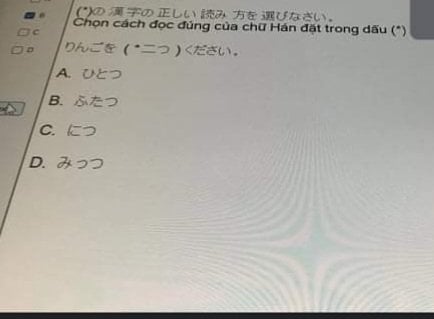 (*)の 漢 字の 正しい 読み 方を 選びなさい。
Chọn cách đọc đúng của chữ Hán đặt trong dấu (*)
りんごを ( *二つ ) ください。
A. ひとつ
B. ふたつ
C. につ
D. みっつ
B
C
D